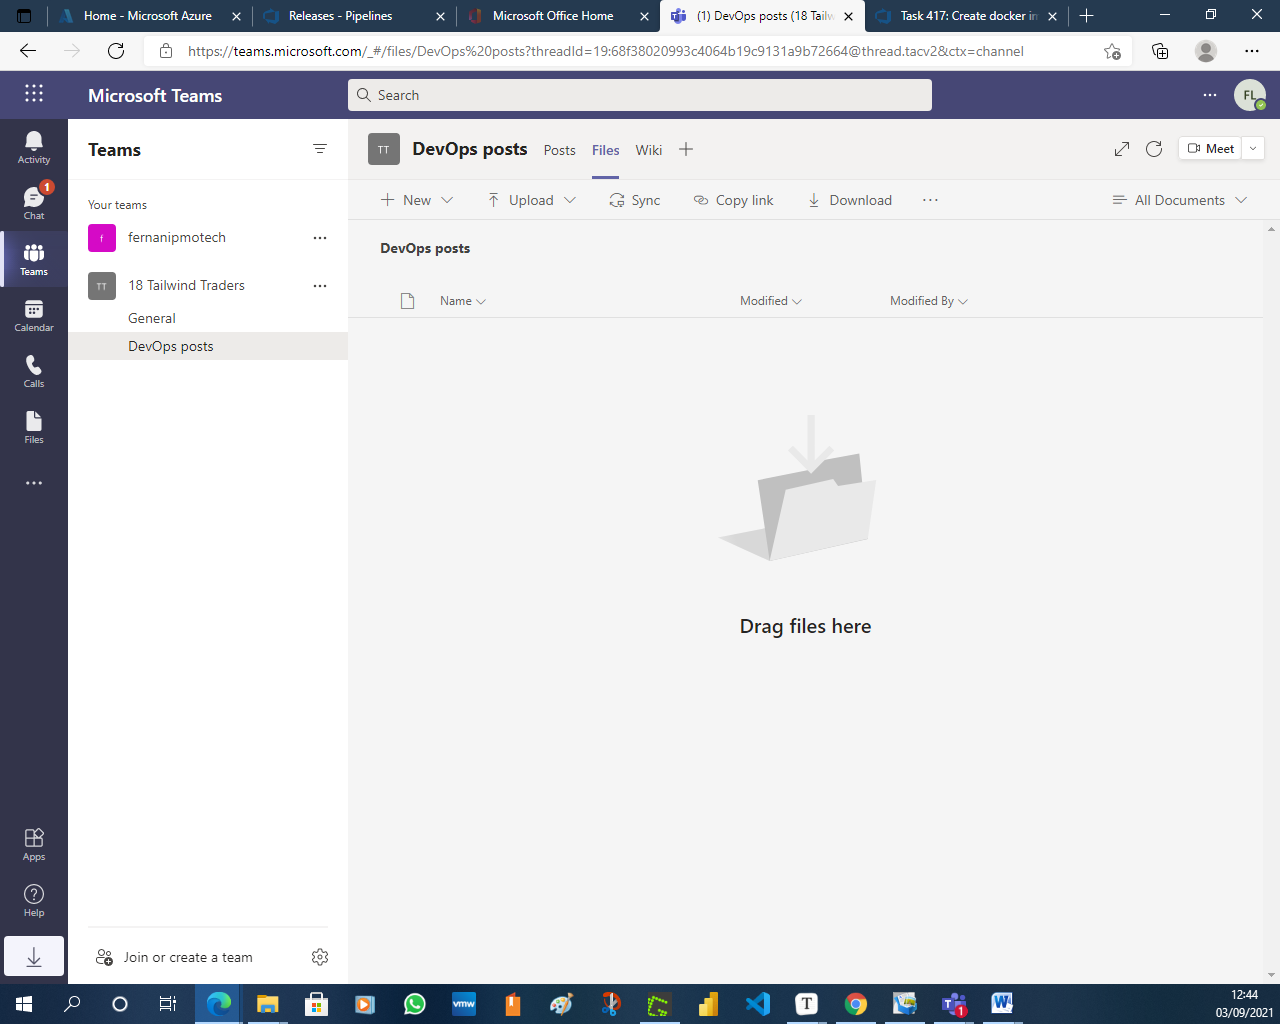 Home - Microsoft Azure
Releases - Pipelines
Microsoft Office Home
(1) DevOps posts (18 Tailw
Task 417: Create docker in
https://teams.microsoft.com/_#/files/DevOps%20posts?threadId=19:68f38020993c4064b19c9131a9b72664@thread.tacv2&ctx=channel
Microsoft Teams
Search
FL
Activity
1
Chat
Teams
Calendar
Calls
Files
Apps
Help
Teams
Your teams
f
fernanipmotech
TT
18 Tailwind Traders
General
DevOps posts
Join or create a team
TT
DevOps posts
Posts
Files
Wiki
Meet
New
Upload
Sync
Copy link
Download
All Documents
DevOps posts
Name
Modified
Modified By
Drag files here
vmw
T
1
W
12:44
03/09/2021